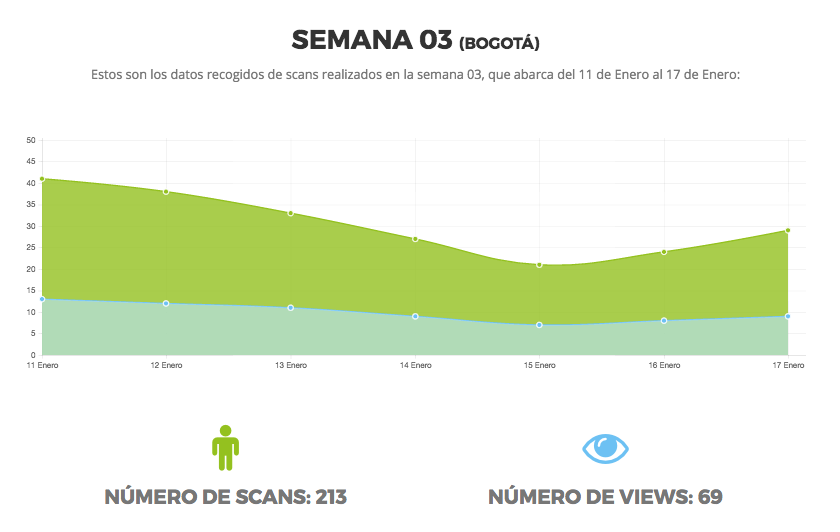 SEMANA 03 (BOGOTÁ)
Estos son los datos recogidos de scans realizados en la semana 03, que abarca del 11 de Enero al 17 de Enero:
50
45
40
35
30
25
20
15
10
5
0
11 Enero 12 Enero 13 Enero 14 Enero 15 Enero 16 Enero 17 Enero
NÚMERO DE SCANS: 213 NÚMERO DE VIEWS: 69